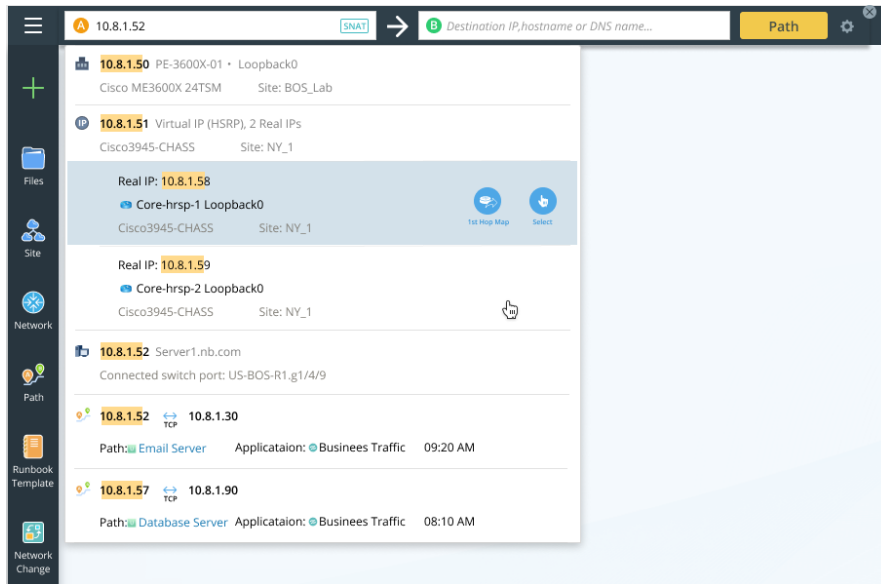 A 10.8.1.52 SNAT B Destination IP,hostname or DNS name... Path
10.8.1.50 PE-3600X-01 • Loopback0
Cisco ME3600X 24TSM Site: BOS_Lab
IP 10.8.1.51 Virtual IP (HSRP), 2 Real IPs
Cisco3945-CHASS Site: NY_1
Real IP: 10.8.1.58
Core-hrsp-1 Loopback0
Cisco3945-CHASS Site: NY_1
1st Hop Map Select
Real IP: 10.8.1.59
Core-hrsp-2 Loopback0
Cisco3945-CHASS Site: NY_1
10.8.1.52 Server1.nb.com
Connected switch port: US-BOS-R1.g1/4/9
10.8.1.52 TCP 10.8.1.30
Path: Email Server Applicataion: Businees Traffic 09:20 AM
10.8.1.57 TCP 10.8.1.90
Path: Database Server Applicataion: Businees Traffic 08:10 AM
Files
Site
Network
Path
Runbook
Template
Network
Change